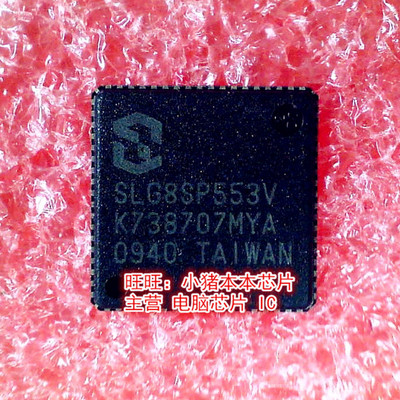 SLG8SP553V
K738707MYA
0940 TAIWAN
旺旺：小猪本本芯片
主营 电脑芯片 IC